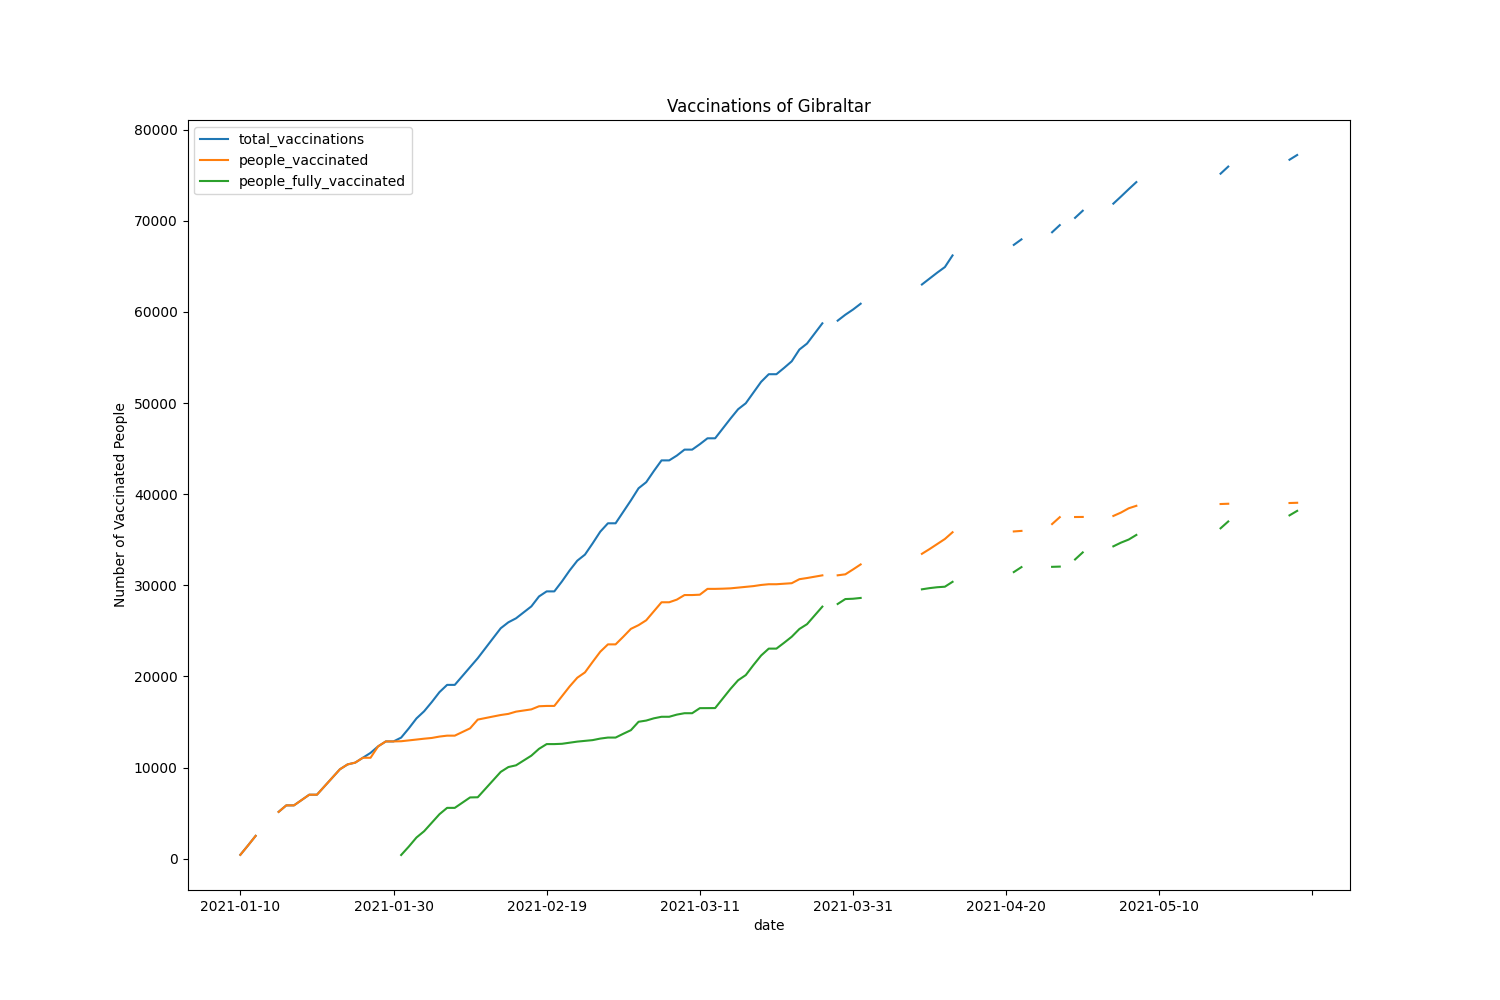 Vaccinations of Gibraltar
total_vaccinations
people_vaccinated
people_fully_vaccinated
Number of Vaccinated People
80000
70000
60000
50000
40000
30000
20000
10000
0
2021-01-10 2021-01-30 2021-02-19 2021-03-11 2021-03-31 2021-04-20 2021-05-10
date